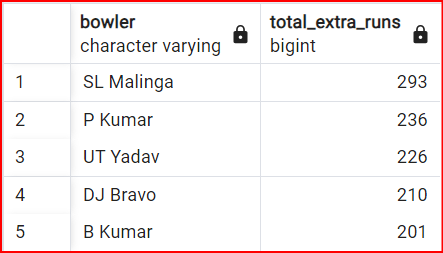 bowler total_extra_runs
character varying bigint
1 SL Malinga 293
2 P Kumar 236
3 UT Yadav 226
4 DJ Bravo 210
5 B Kumar 201